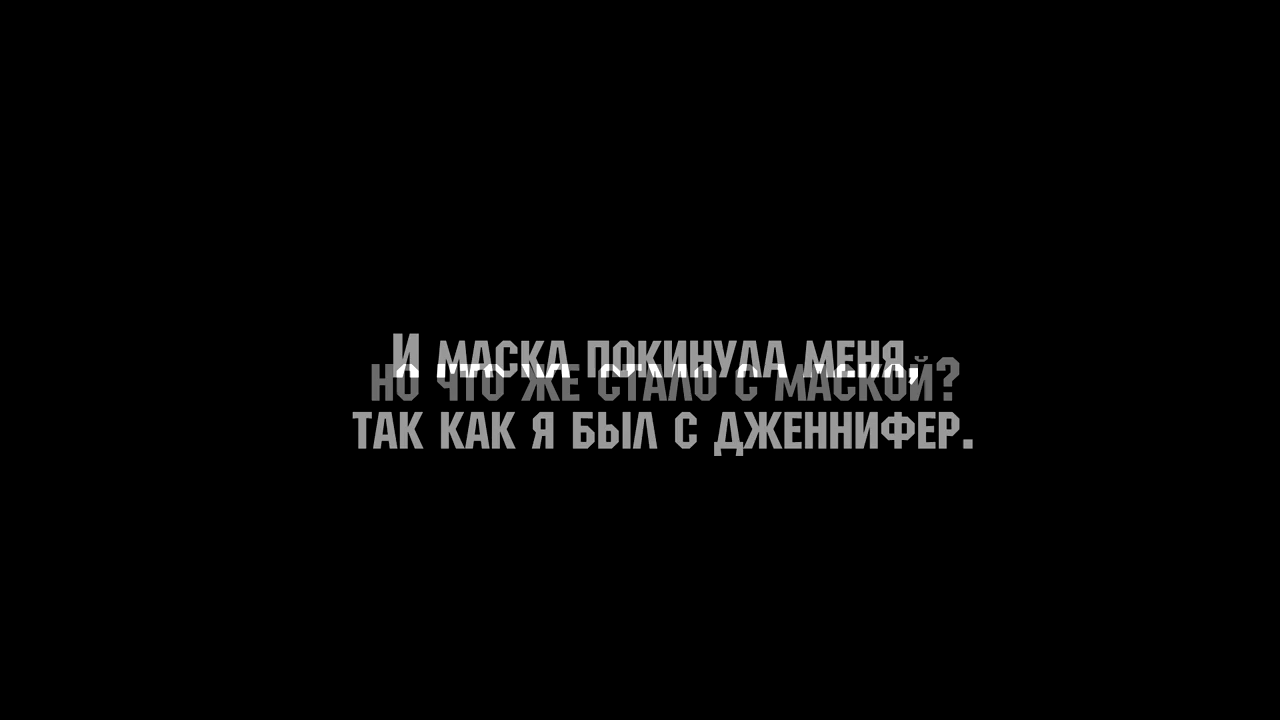 И МАСКА ПОКИНУЛА МЕНЯ,
НО ЧТО ЖЕ СТАЛО С МАСКОЙ?
ТАК КАК Я БЫЛ С ДЖЕННИФЕР.